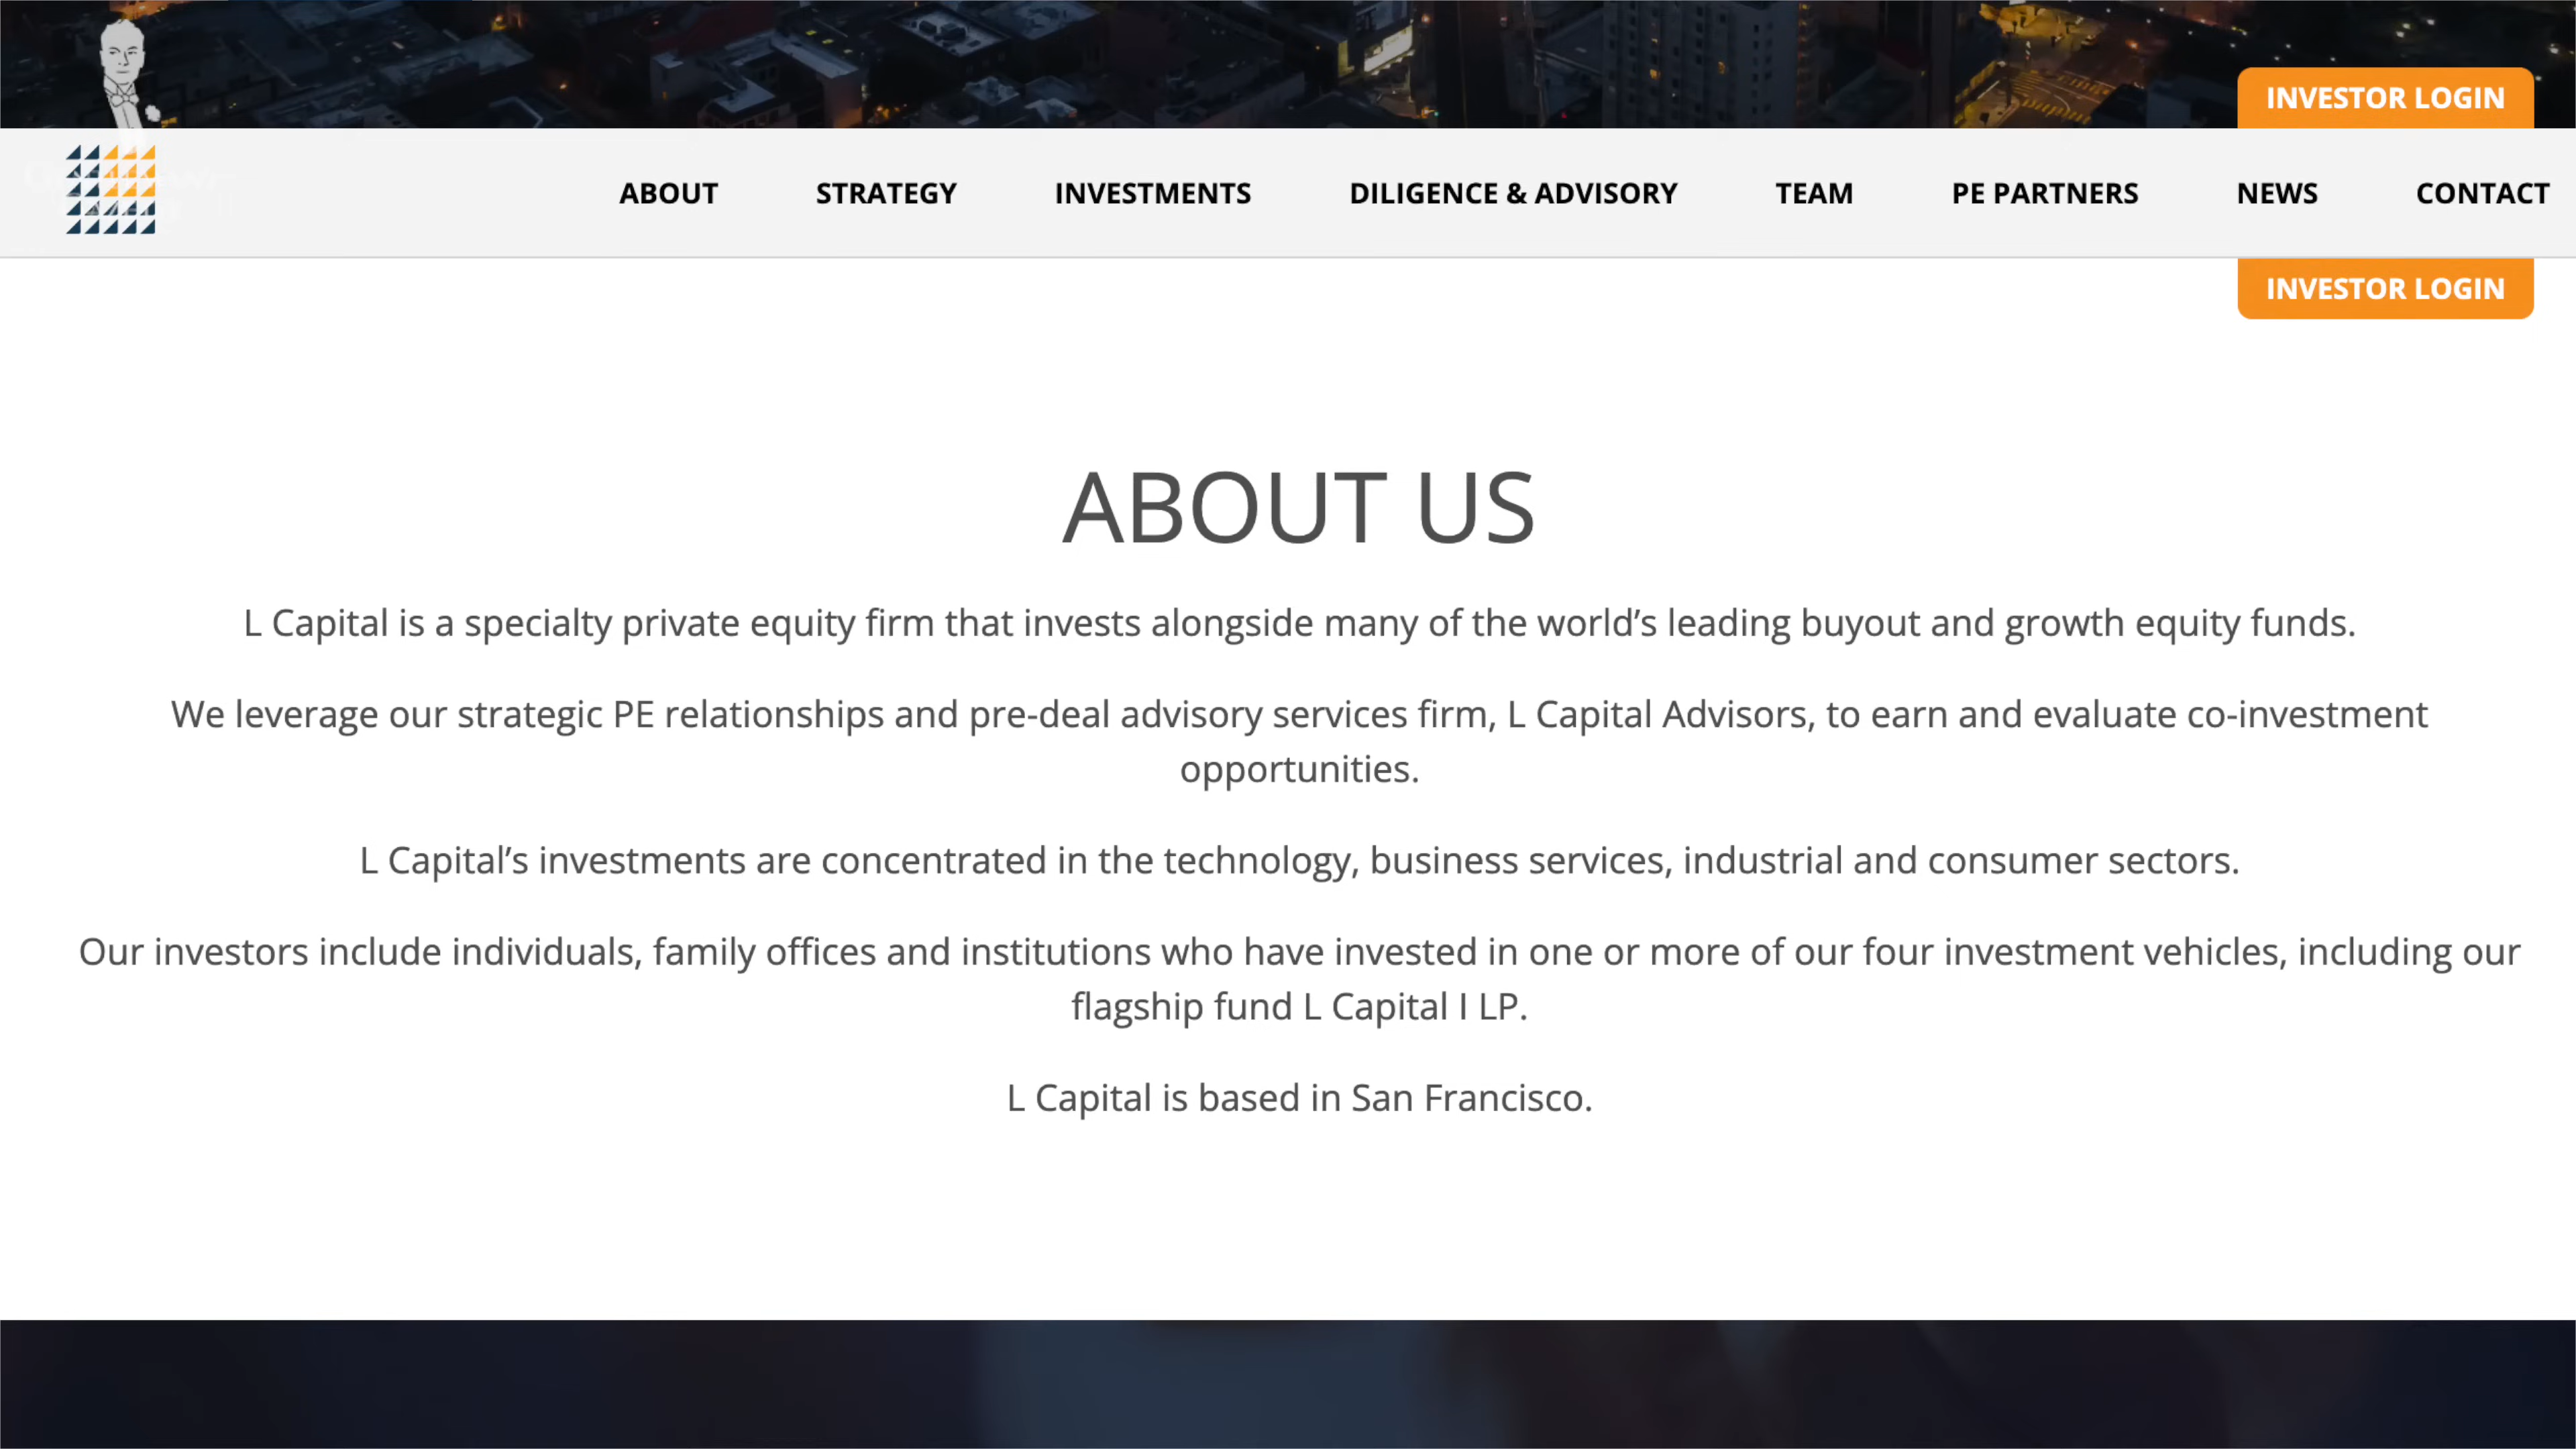 INVESTOR LOGIN
ABOUT
STRATEGY
INVESTMENTS
DILIGENCE & ADVISORY
TEAM
PE PARTNERS
NEWS
CONTACT
INVESTOR LOGIN
ABOUT US
L Capital is a specialty private equity firm that invests alongside many of the world’s leading buyout and growth equity funds.
We leverage our strategic PE relationships and pre-deal advisory services firm, L Capital Advisors, to earn and evaluate co-investment
opportunities.
L Capital’s investments are concentrated in the technology, business services, industrial and consumer sectors.
Our investors include individuals, family offices and institutions who have invested in one or more of our four investment vehicles, including our
flagship fund L Capital I LP.
L Capital is based in San Francisco.